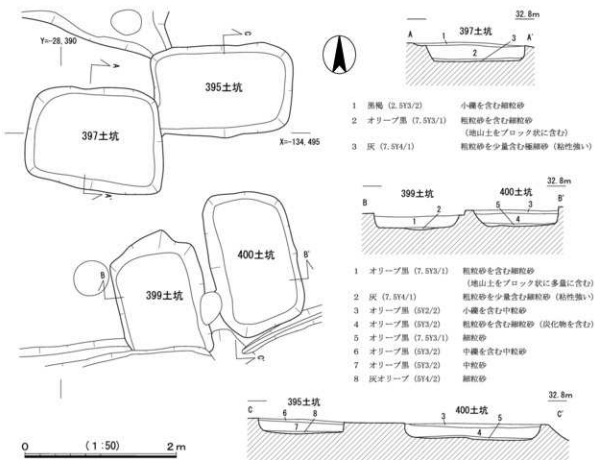 Y=-28,390
C
395土坑
A
397土坑
X=-134,495
A'
B
399土坑
400土坑
B'
C'
0 (1:50) 2m
32.8m
397土坑
A 1 2 3 A'
1 黒褐 (2.5Y3/2) 小礫を含む細粒砂
2 オリーブ黒 (7.5Y3/1) 粗粒砂を含む細粒砂
(地山土をブロック状に含む)
3 灰 (7.5Y4/1) 粗粒砂を少量含む極細砂 (粘性強い)
32.8m
399土坑 400土坑
B 1 2 5 3 4 B'
1 オリーブ黒 (7.5Y3/1) 粗粒砂を含む細粒砂
(地山土をブロック状に多量に含む)
2 灰 (7.5Y4/1) 粗粒砂を少量含む細粒砂 (粘性強い)
3 オリーブ黒 (5Y2/2) 小礫を含む中粒砂
4 オリーブ黒 (5Y3/2) 粗粒砂を含む細粒砂 (炭化物を含む)
5 オリーブ黒 (7.5Y3/1) 細粒砂
6 オリーブ黒 (5Y3/2) 中礫を含む中粒砂
7 オリーブ黒 (5Y3/2) 中粒砂
8 灰オリーブ (5Y4/2) 細粒砂
32.8m
395土坑 400土坑
C 6 8 7 3 5 4 C'